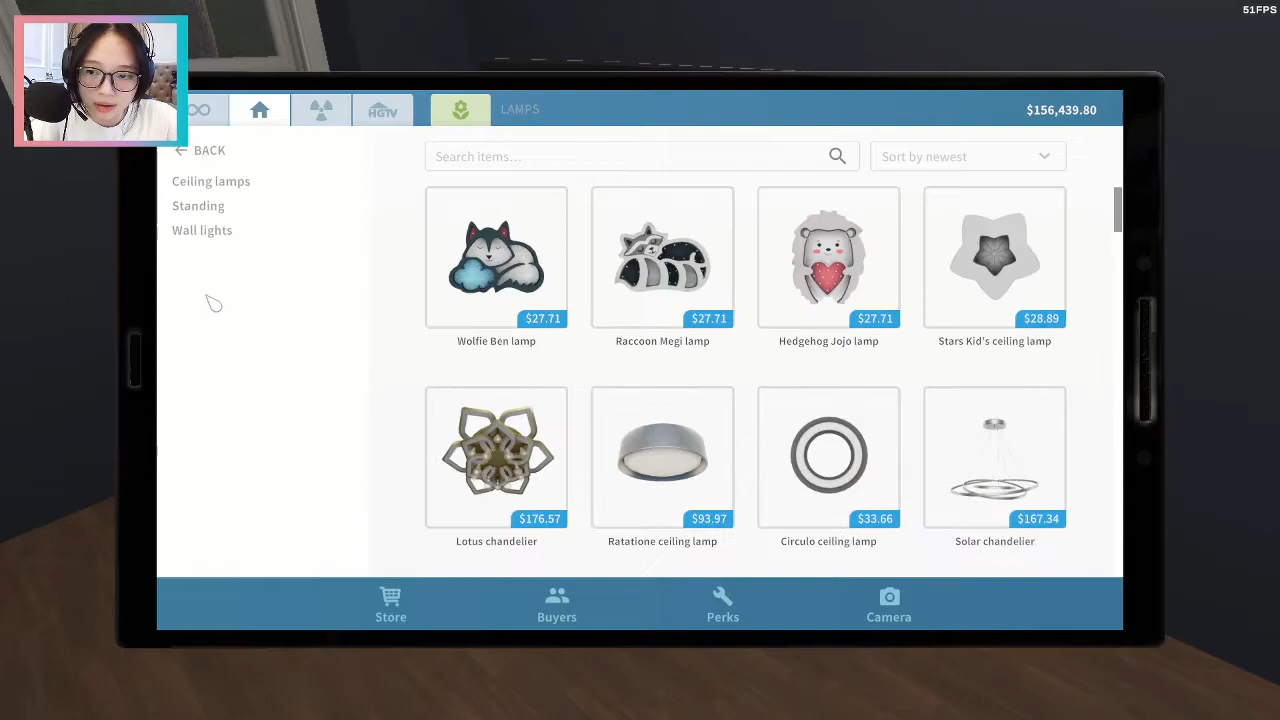 51FPS
HGTV
LAMPS
$156,439.80
BACK
Search items...
Sort by newest
Ceiling lamps
Standing
Wall lights
$27.71
$27.71
$27.71
$28.89
Wolfie Ben lamp
Raccoon Megi lamp
Hedgehog Jojo lamp
Stars Kid's ceiling lamp
$176.57
$93.97
$33.66
$167.34
Lotus chandelier
Ratatione ceiling lamp
Circulo ceiling lamp
Solar chandelier
Store
Buyers
Perks
Camera